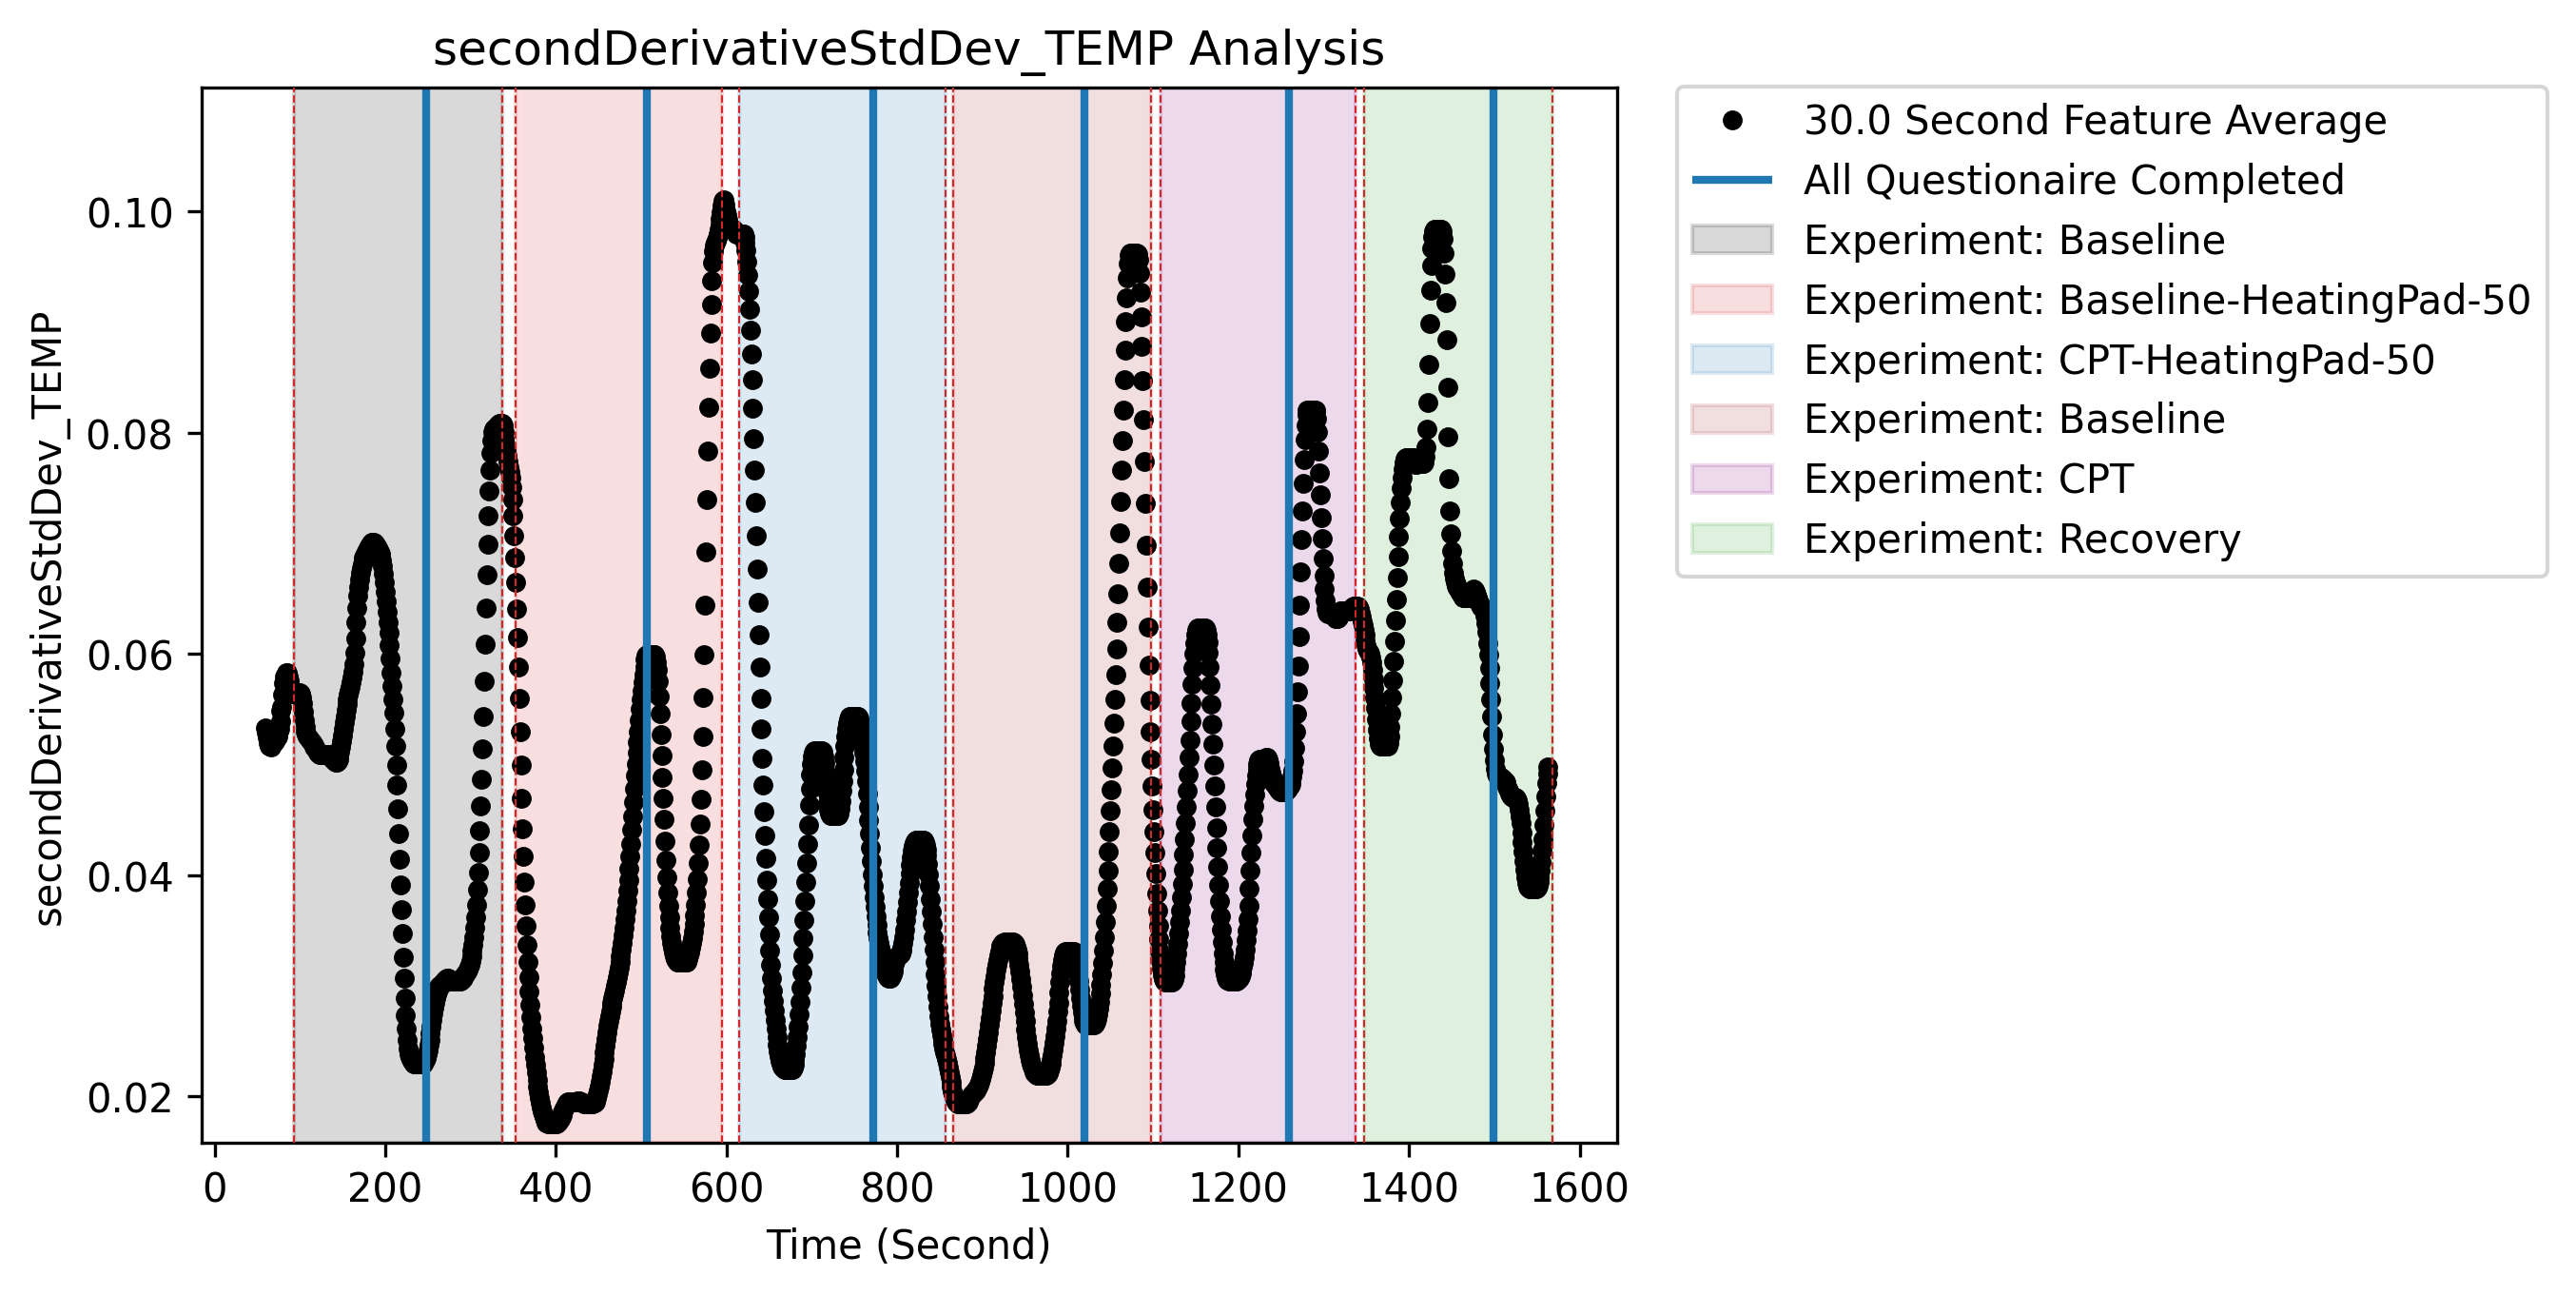 secondDerivativeStdDev_TEMP Analysis
secondDerivativeStdDev_TEMP
0.10
0.08
0.06
0.04
0.02
0 200 400 600 800 1000 1200 1400 1600
Time (Second)
30.0 Second Feature Average
All Questionaire Completed
Experiment: Baseline
Experiment: Baseline-HeatingPad-50
Experiment: CPT-HeatingPad-50
Experiment: Baseline
Experiment: CPT
Experiment: Recovery